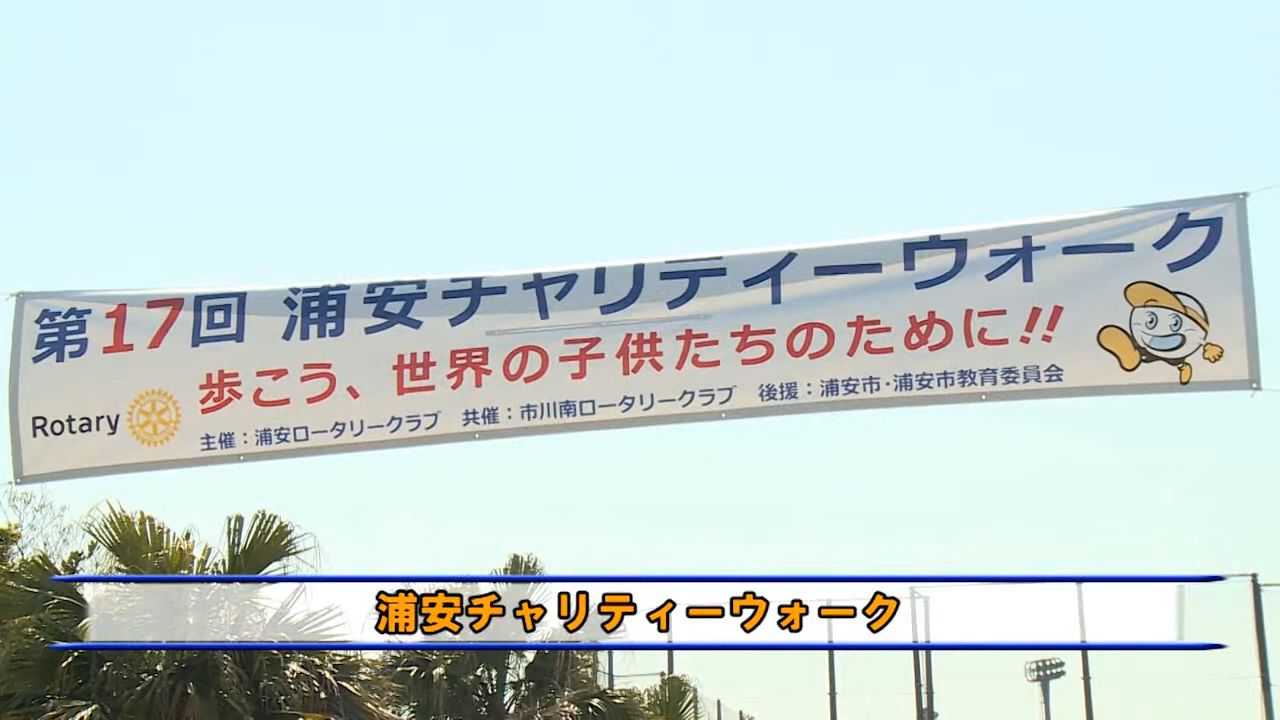 第17回 浦安チャリティーウォーク
歩こう、世界の子供たちのために!!
Rotary
主催：浦安ロータリークラブ 共催：市川南ロータリークラブ 後援：浦安市・浦安市教育委員会
浦安チャリティーウォーク